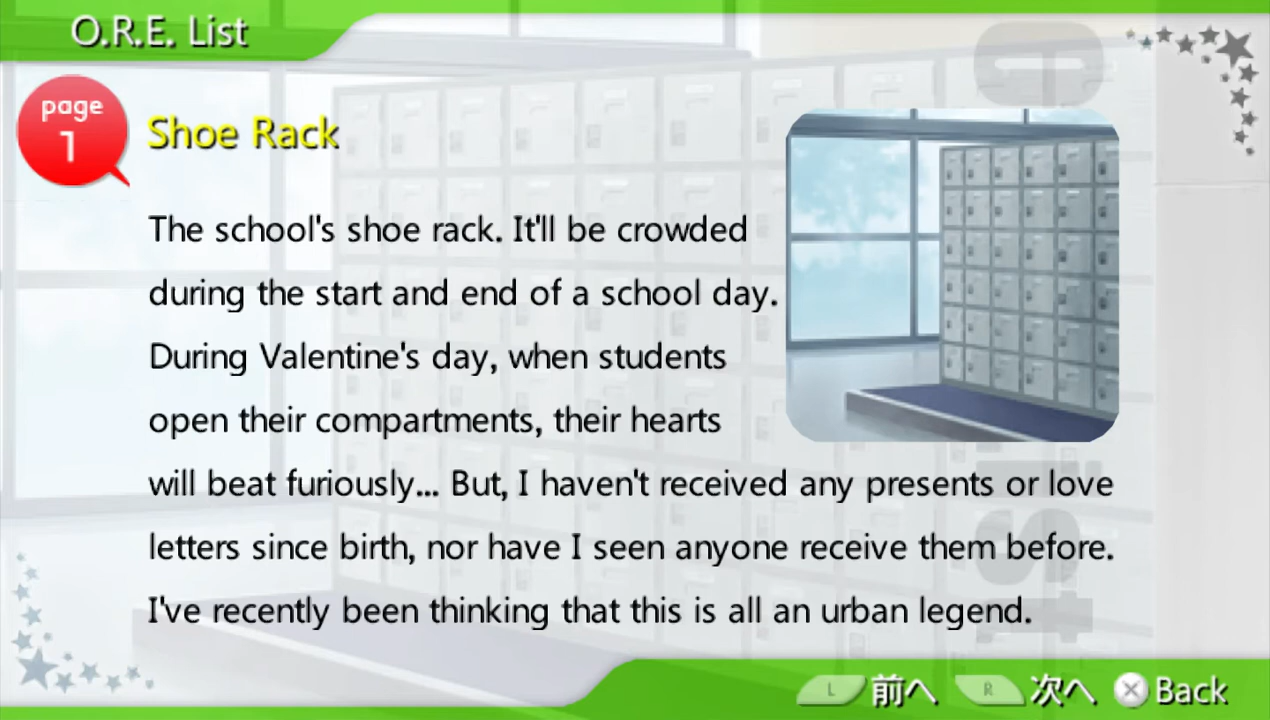 O.R.E. List
page
1
Shoe Rack
The school's shoe rack. It'll be crowded
during the start and end of a school day.
During Valentine's day, when students
open their compartments, their hearts
will beat furiously... But, I haven't received any presents or love
letters since birth, nor have I seen anyone receive them before.
I've recently been thinking that this is all an urban legend.
L 前へ R 次へ Back